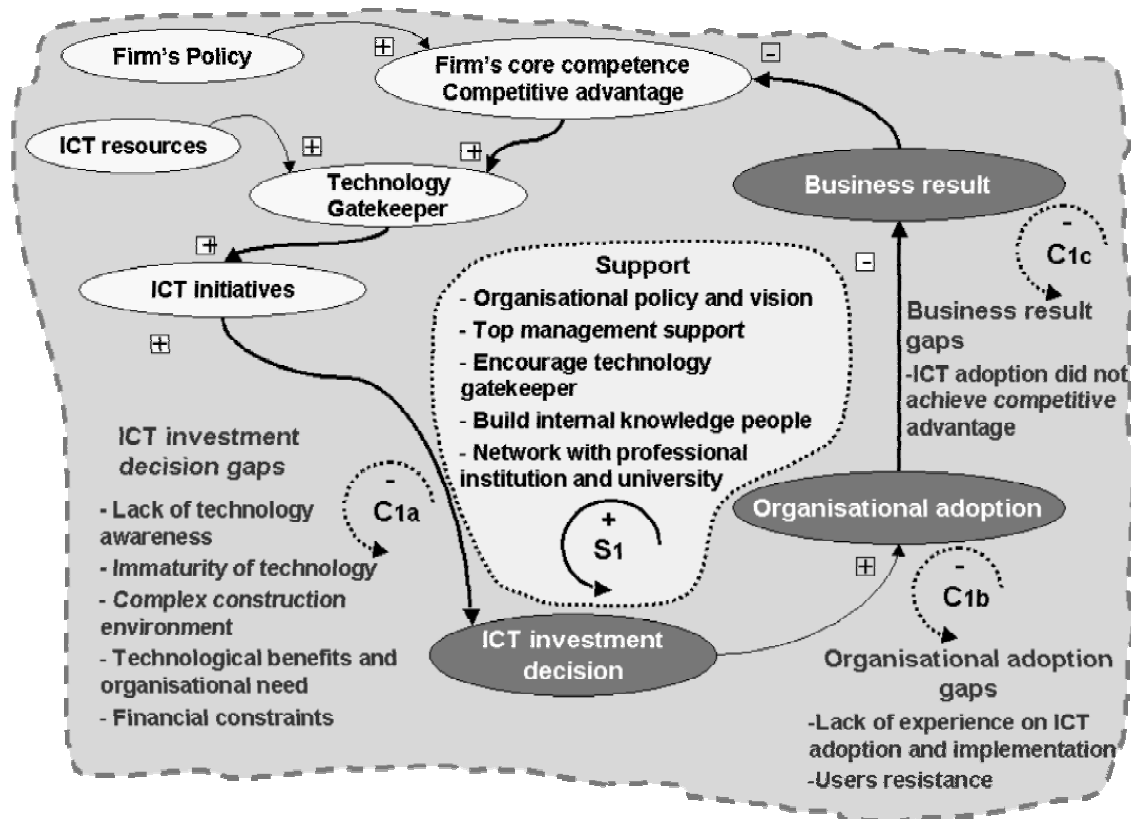 Firm's Policy
+
Firm's core competence
Competitive advantage
-
ICT resources
+
+
Technology
Gatekeeper
Business result
+
ICT initiatives
+
Support
- Organisational policy and vision
- Top management support
- Encourage technology
gatekeeper
- Build internal knowledge people
- Network with professional
institution and university
+
S1
-
-
C1c
Business result
gaps
-ICT adoption did not
achieve competitive
advantage
ICT investment
decision gaps
- Lack of technology
awareness
- Immaturity of technology
- Complex construction
environment
- Technological benefits and
organisational need
- Financial constraints
-
C1a
Organisational adoption
+
-
C1b
ICT investment
decision
Organisational adoption
gaps
-Lack of experience on ICT
adoption and implementation
-Users resistance